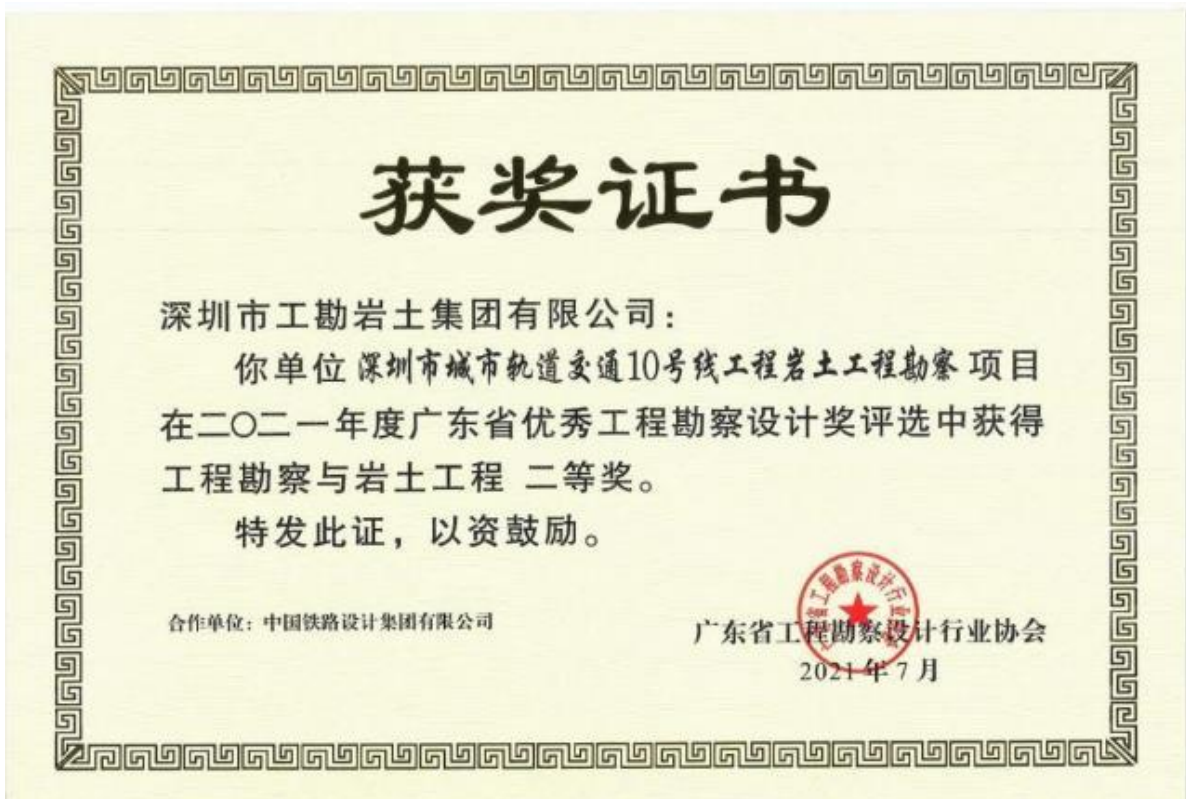 获奖证书
深圳市工勘岩土集团有限公司：
你单位 深圳市城市轨道交通10号线工程岩土工程勘察 项目
在二〇二一年度广东省优秀工程勘察设计奖评选中获得
工程勘察与岩土工程 二等奖。
特发此证，以资鼓励。
合作单位：中国铁路设计集团有限公司
广东省工程勘察设计行业协会
2021年7月